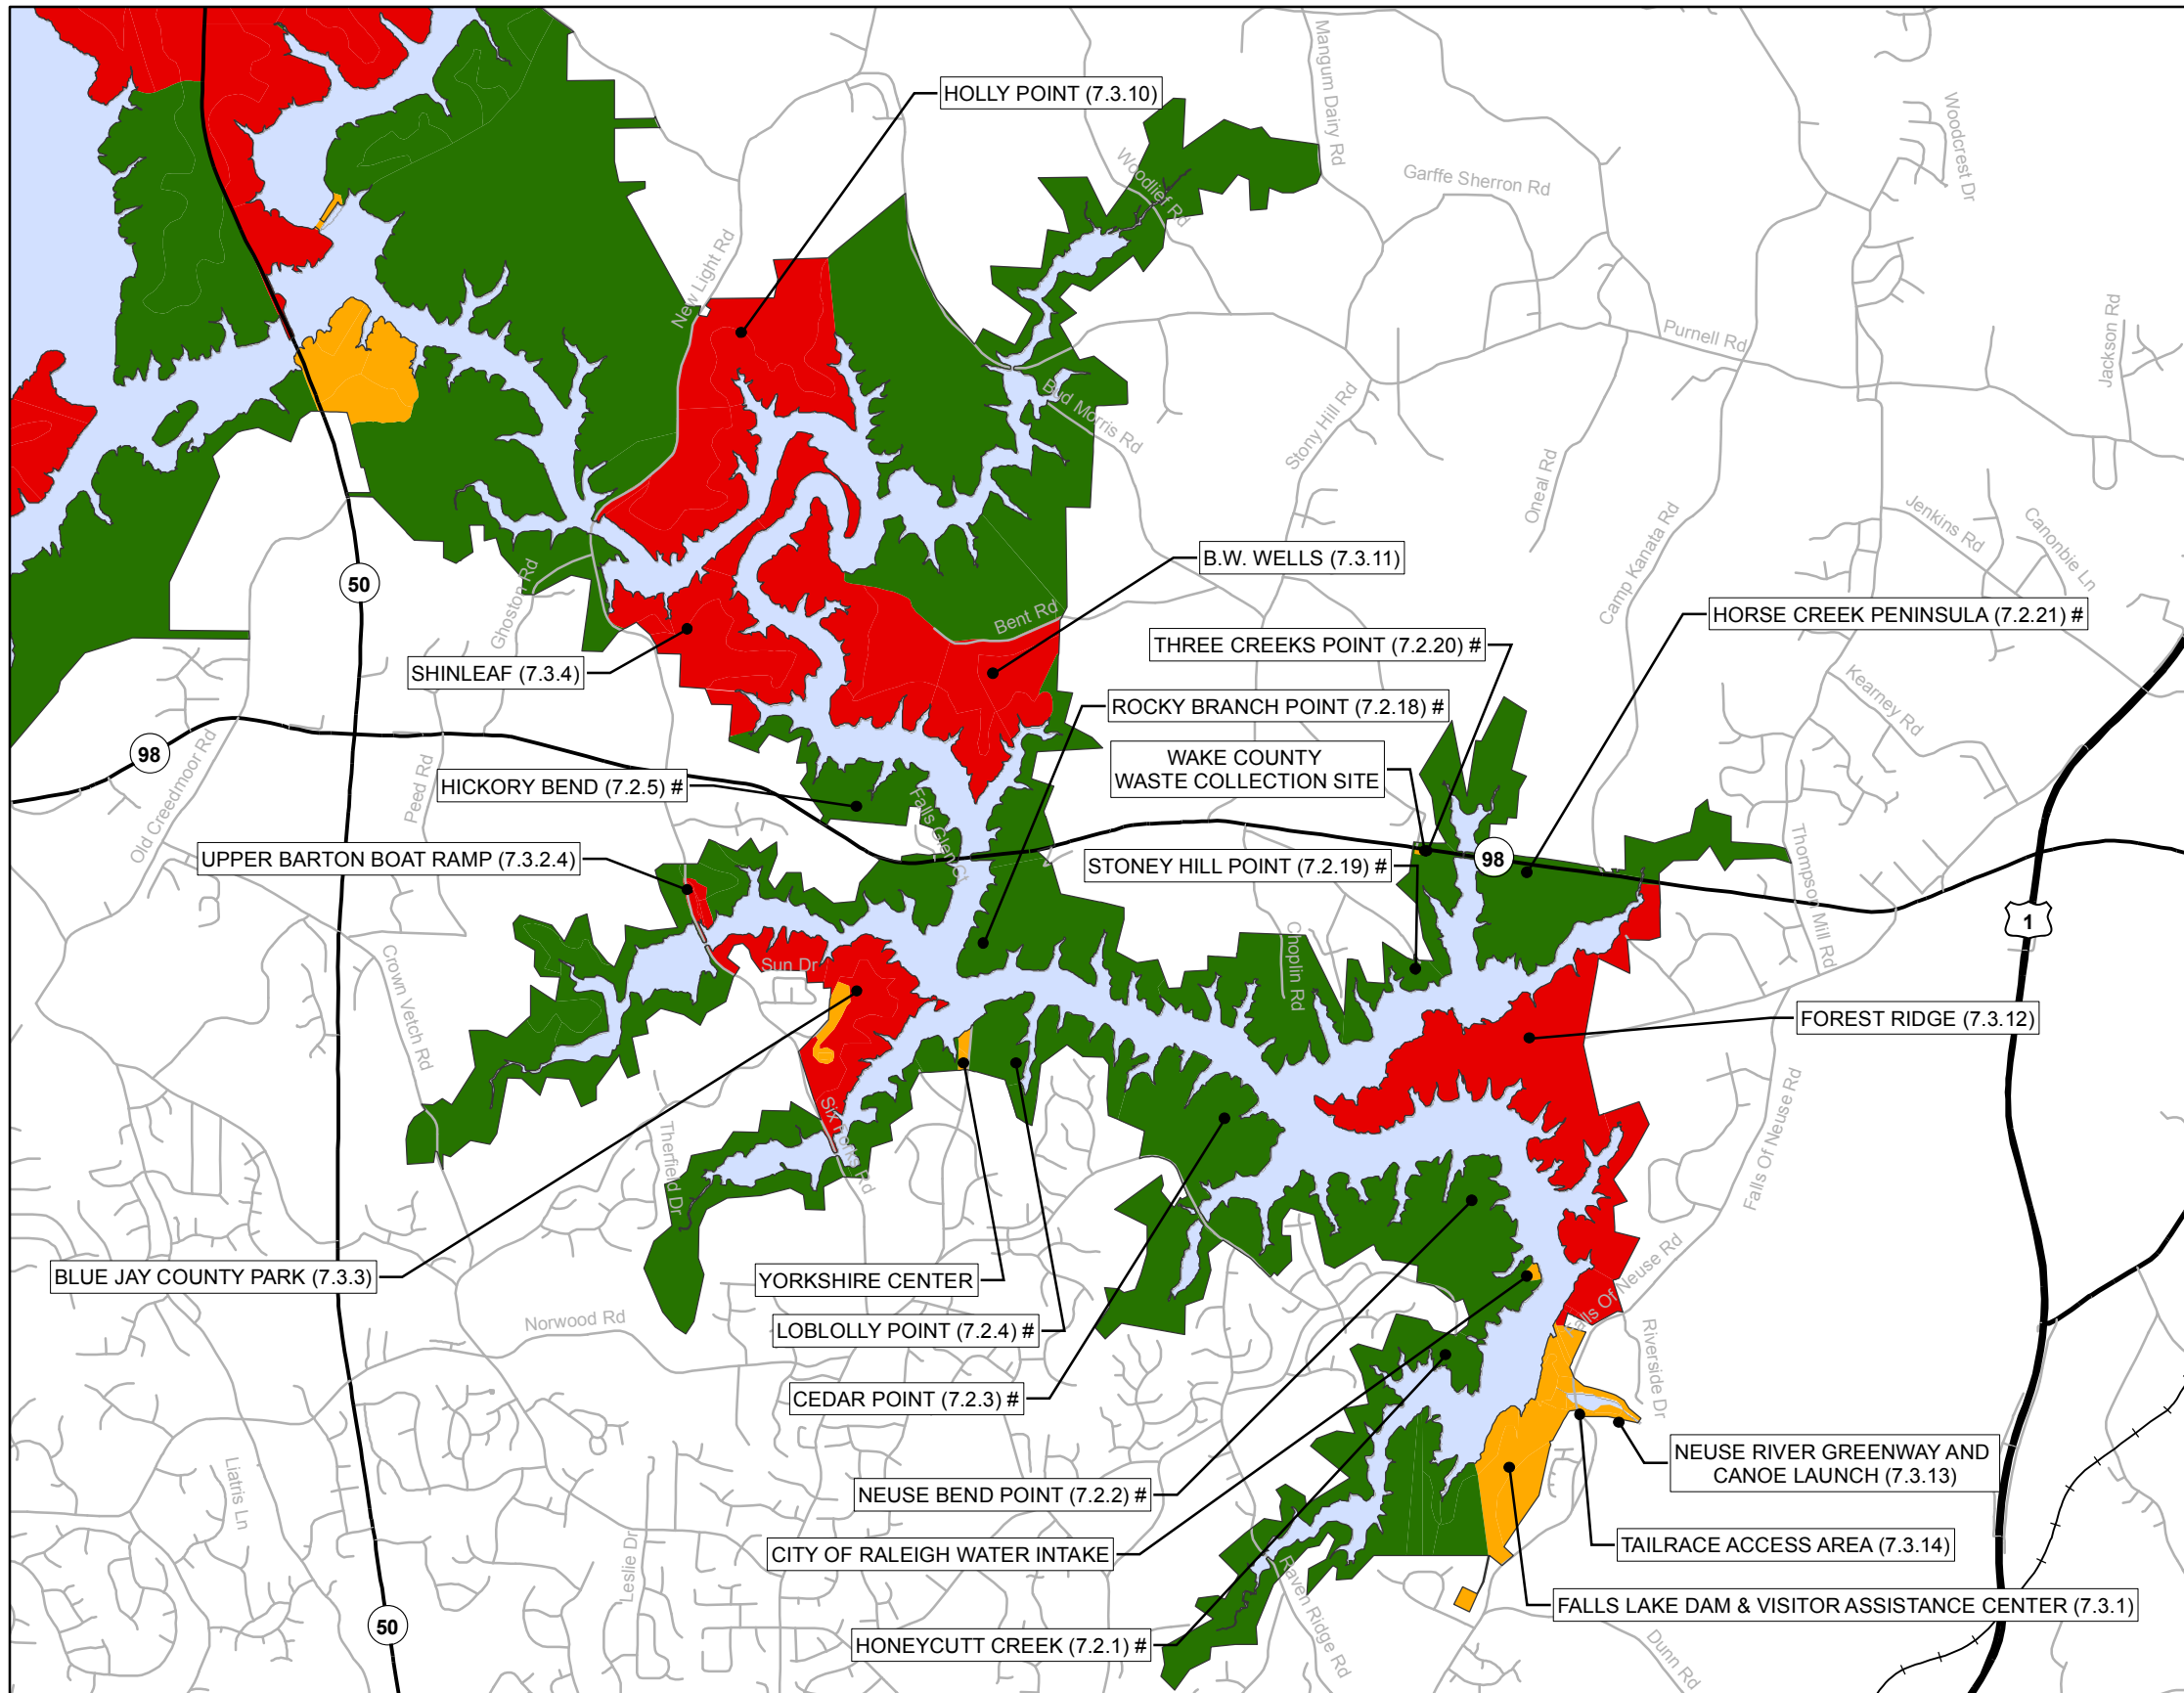 HOLLY POINT (7.3.10)
Mangum Dairy Rd
Woodcrest Dr
Woodlief Rd
Garffe Sherron Rd
New Light Rd
Jackson Rd
Purnell Rd
Bud Morris Rd
Stony Hill Rd
Oneal Rd
Jenkins Rd
Canonbie Ln
Camp Kanata Rd
B.W. WELLS (7.3.11)
50
Ghoston Rd
Bent Rd
HORSE CREEK PENINSULA (7.2.21) #
THREE CREEKS POINT (7.2.20) #
SHINLEAF (7.3.4)
Kearney Rd
ROCKY BRANCH POINT (7.2.18) #
98
Old Creedmoor Rd
Peed Rd
WAKE COUNTY
WASTE COLLECTION SITE
HICKORY BEND (7.2.5) #
Falls Glen Ct
UPPER BARTON BOAT RAMP (7.3.2.4)
STONEY HILL POINT (7.2.19) #
98
Thompson Mill Rd
1
Crown Vetch Rd
Sun Dr
Choplin Rd
FOREST RIDGE (7.3.12)
Six Forks Rd
Therfield Dr
Falls Of Neuse Rd
BLUE JAY COUNTY PARK (7.3.3)
YORKSHIRE CENTER
Falls Of Neuse Rd
Norwood Rd
LOBLOLLY POINT (7.2.4) #
Riverside Dr
CEDAR POINT (7.2.3) #
NEUSE RIVER GREENWAY AND
CANOE LAUNCH (7.3.13)
Liatris Ln
NEUSE BEND POINT (7.2.2) #
Leslie Dr
CITY OF RALEIGH WATER INTAKE
TAILRACE ACCESS AREA (7.3.14)
Raven Ridge Rd
FALLS LAKE DAM & VISITOR ASSISTANCE CENTER (7.3.1)
50
HONEYCUTT CREEK (7.2.1) #
Dunn Rd